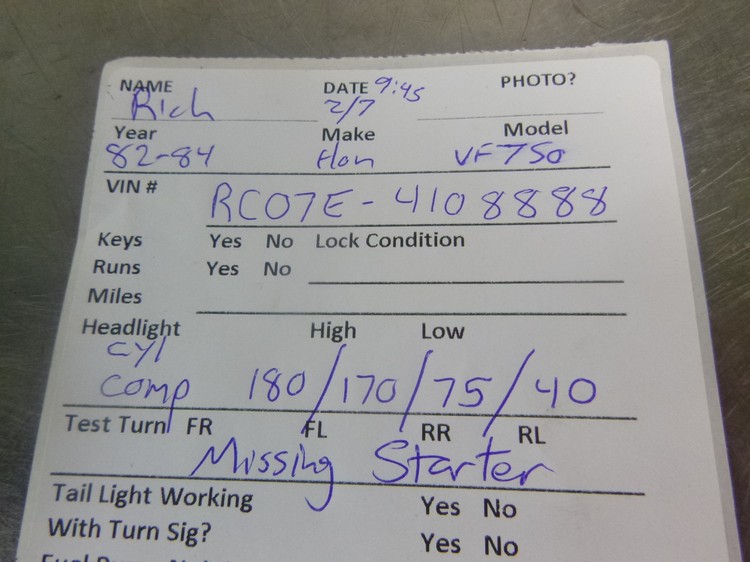 NAME DATE 9:45 PHOTO?
Rich 2/7
Year Make Model
82-84 Hon VF750
VIN # RC07E-4108888
Keys Yes No Lock Condition
Runs Yes No
Miles
Headlight High Low
cyl
comp 180/170/75/40
Test Turn FR FL RR RL
Missing Starter
Tail Light Working Yes No
With Turn Sig? Yes No